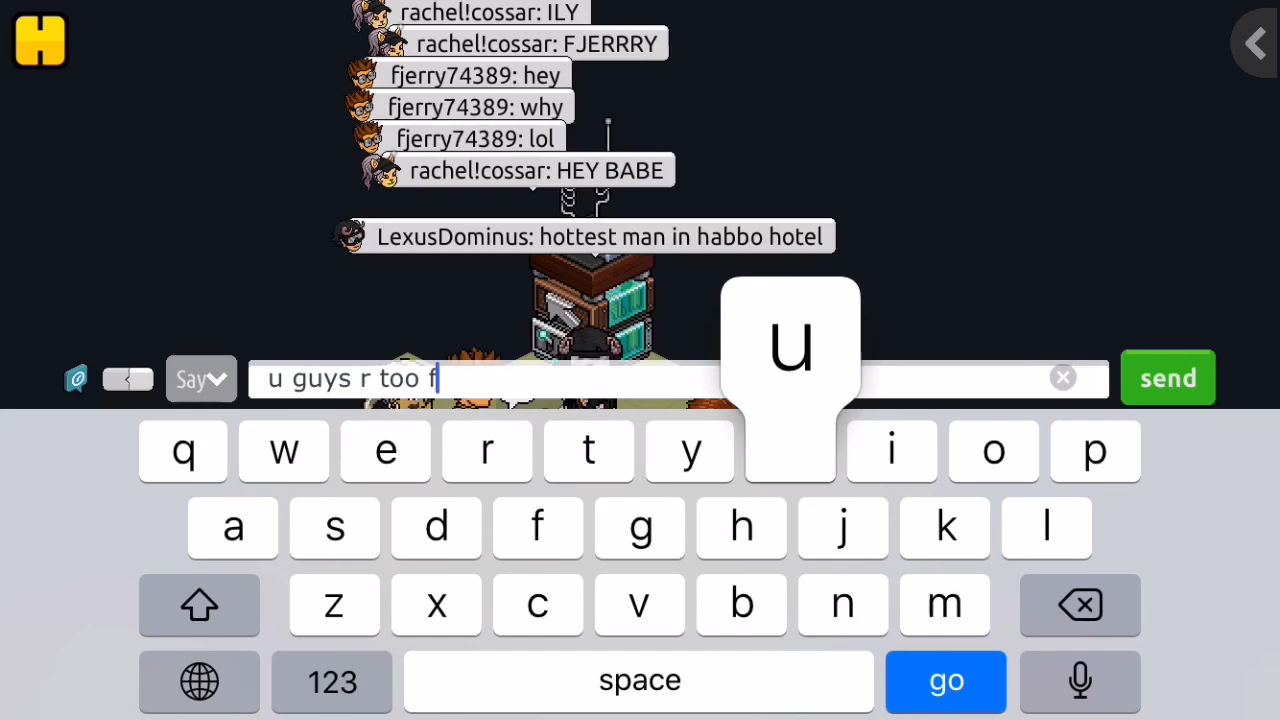 rachel!cossar: ILY
rachel!cossar: FJERRRY
fjerry74389: hey
fjerry74389: why
fjerry74389: lol
rachel!cossar: HEY BABE
LexusDominus: hottest man in habbo hotel
u
Say u guys r too f send
q w e r t y i o p
a s d f g h j k l
z x c v b n m
123 space go